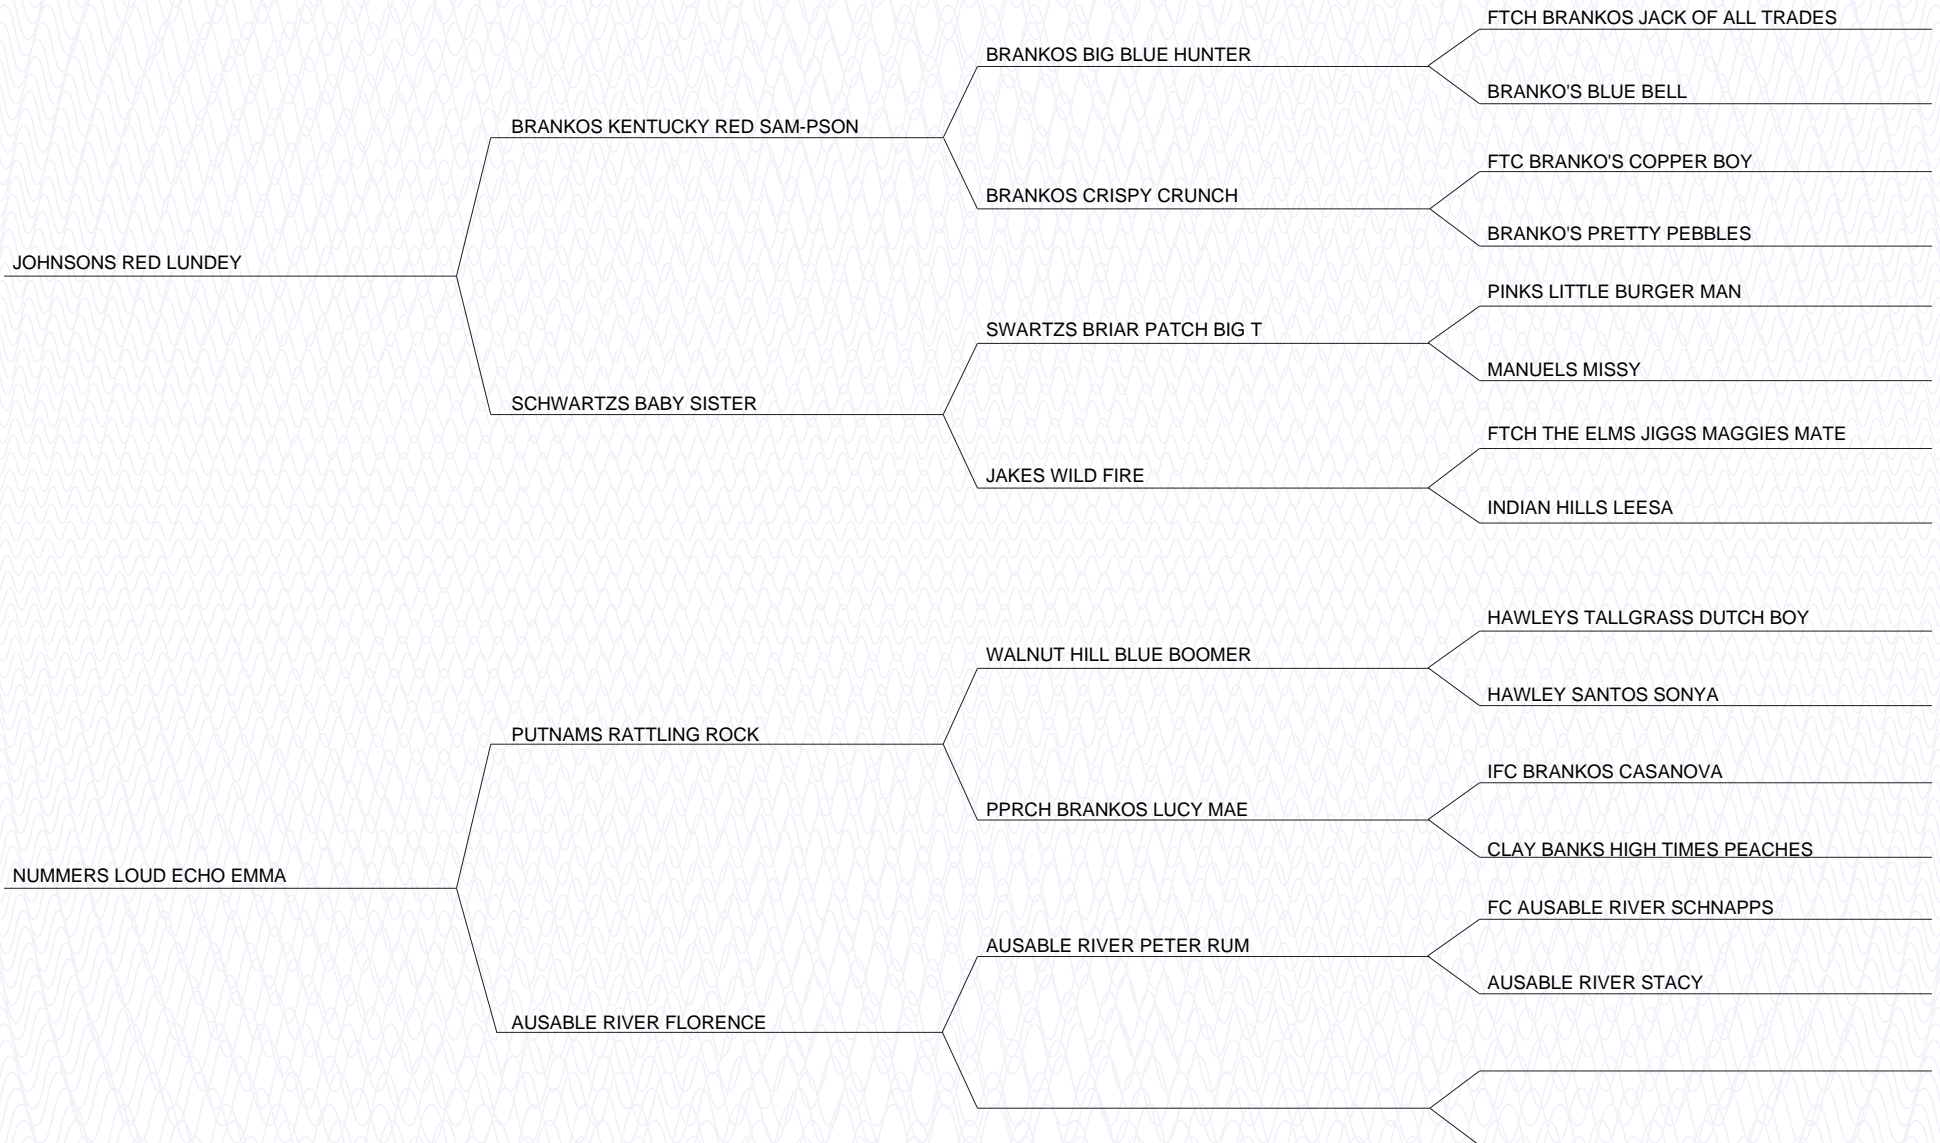 FTCH BRANKOS JACK OF ALL TRADES
BRANKOS BIG BLUE HUNTER
BRANKO'S BLUE BELL
BRANKOS KENTUCKY RED SAM-PSON
FTC BRANKO'S COPPER BOY
BRANKOS CRISPY CRUNCH
BRANKO'S PRETTY PEBBLES
JOHNSONS RED LUNDEY
PINKS LITTLE BURGER MAN
SWARTZS BRIAR PATCH BIG T
MANUELS MISSY
SCHWARTZS BABY SISTER
FTCH THE ELMS JIGGS MAGGIES MATE
JAKES WILD FIRE
INDIAN HILLS LEESA
HAWLEYS TALLGRASS DUTCH BOY
WALNUT HILL BLUE BOOMER
HAWLEY SANTOS SONYA
PUTNAMS RATTLING ROCK
IFC BRANKOS CASANOVA
PPRCH BRANKOS LUCY MAE
CLAY BANKS HIGH TIMES PEACHES
NUMMERS LOUD ECHO EMMA
FC AUSABLE RIVER SCHNAPPS
AUSABLE RIVER PETER RUM
AUSABLE RIVER STACY
AUSABLE RIVER FLORENCE